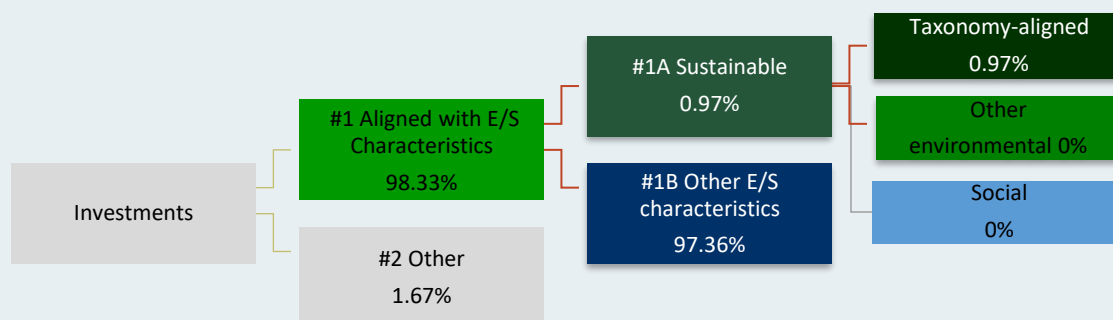 Investments
#1 Aligned with E/S
Characteristics
98.33%
#2 Other
1.67%
#1A Sustainable
0.97%
#1B Other E/S
characteristics
97.36%
Taxonomy-aligned
0.97%
Other
environmental 0%
Social
0%